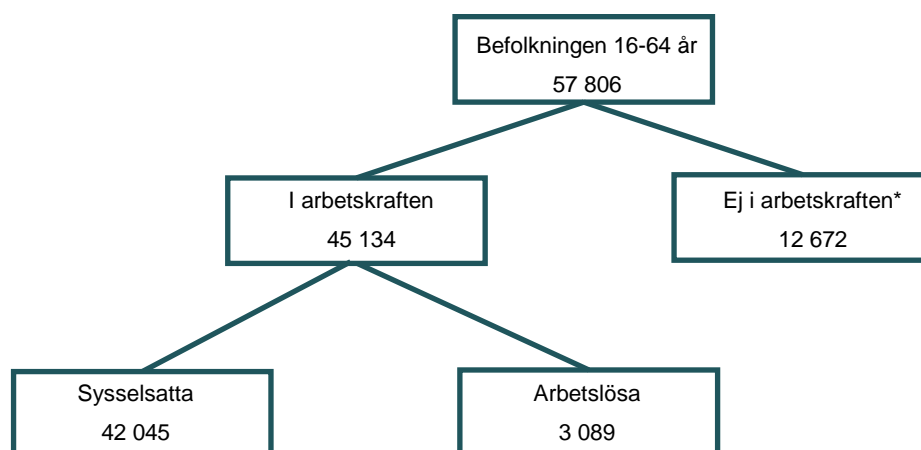 Befolkningen 16-64 år
57 806
I arbetskraften
45 134
Ej i arbetskraften*
12 672
Sysselsatta
42 045
Arbetslösa
3 089